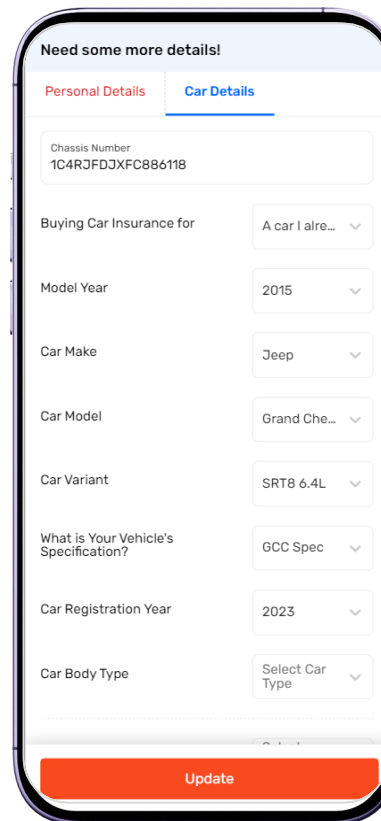 Need some more details!
Personal Details
Car Details
Chassis Number
1C4RJFDJXFC886118
Buying Car Insurance for
A car I alre...
Model Year
2015
Car Make
Jeep
Car Model
Grand Che...
Car Variant
SRT8 6.4L
What is Your Vehicle's
Specification?
GCC Spec
Car Registration Year
2023
Car Body Type
Select Car
Type
Update